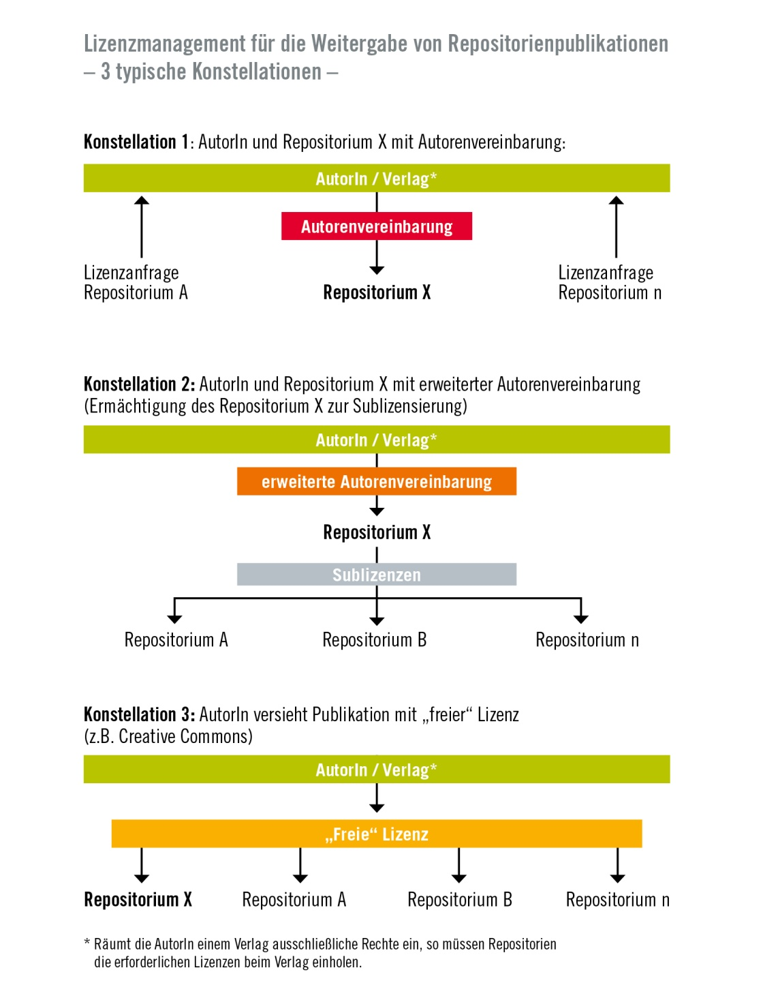 Lizenzmanagement für die Weitergabe von Repositorienpublikationen
– 3 typische Konstellationen –
Konstellation 1: AutorIn und Repositorium X mit Autorenvereinbarung:
AutorIn / Verlag*
Autorenvereinbarung
Lizenzanfrage
Repositorium A
Repositorium X
Lizenzanfrage
Repositorium n
Konstellation 2: AutorIn und Repositorium X mit erweiterter Autorenvereinbarung
(Ermächtigung des Repositorium X zur Sublizensierung)
AutorIn / Verlag*
erweiterte Autorenvereinbarung
Repositorium X
Sublizenzen
Repositorium A Repositorium B Repositorium n
Konstellation 3: AutorIn versieht Publikation mit „freier“ Lizenz
(z.B. Creative Commons)
AutorIn / Verlag*
„Freie“ Lizenz
Repositorium X Repositorium A Repositorium B Repositorium n
* Räumt die AutorIn einem Verlag ausschließliche Rechte ein, so müssen Repositorien
die erforderlichen Lizenzen beim Verlag einholen.